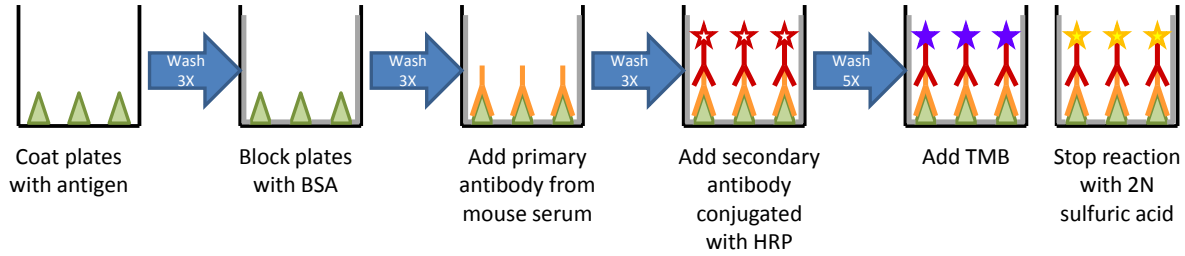 Wash
3X
Wash
3X
Wash
3X
Wash
5X
Coat plates
with antigen
Block plates
with BSA
Add primary
antibody from
mouse serum
Add secondary
antibody
conjugated
with HRP
Add TMB
Stop reaction
with 2N
sulfuric acid